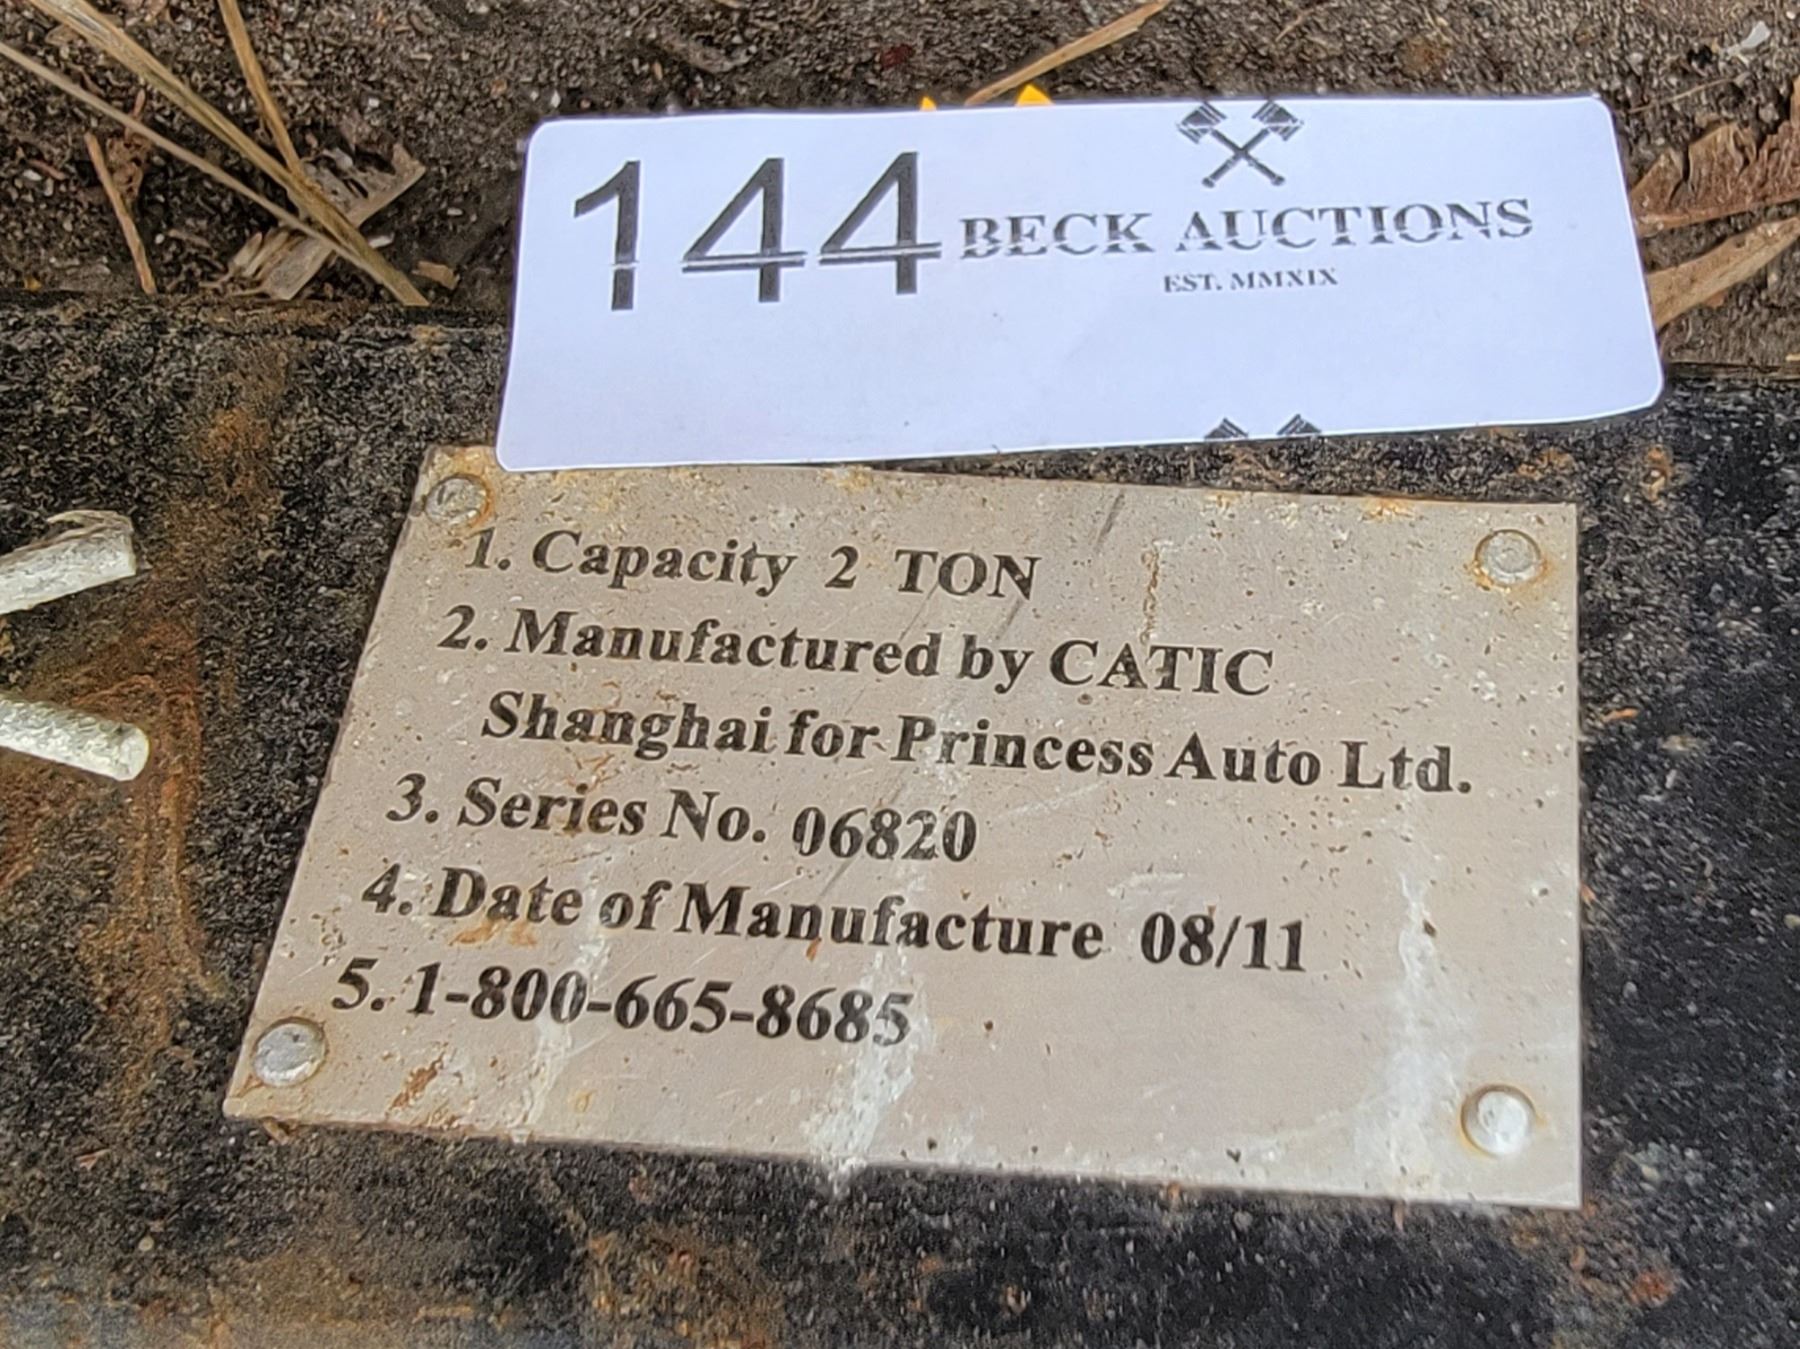 144 BECK AUCTIONS
EST. MMXIX
1. Capacity 2 TON
2. Manufactured by CATIC
Shanghai for Princess Auto Ltd.
3. Series No. 06820
4. Date of Manufacture 08/11
5. 1-800-665-8685